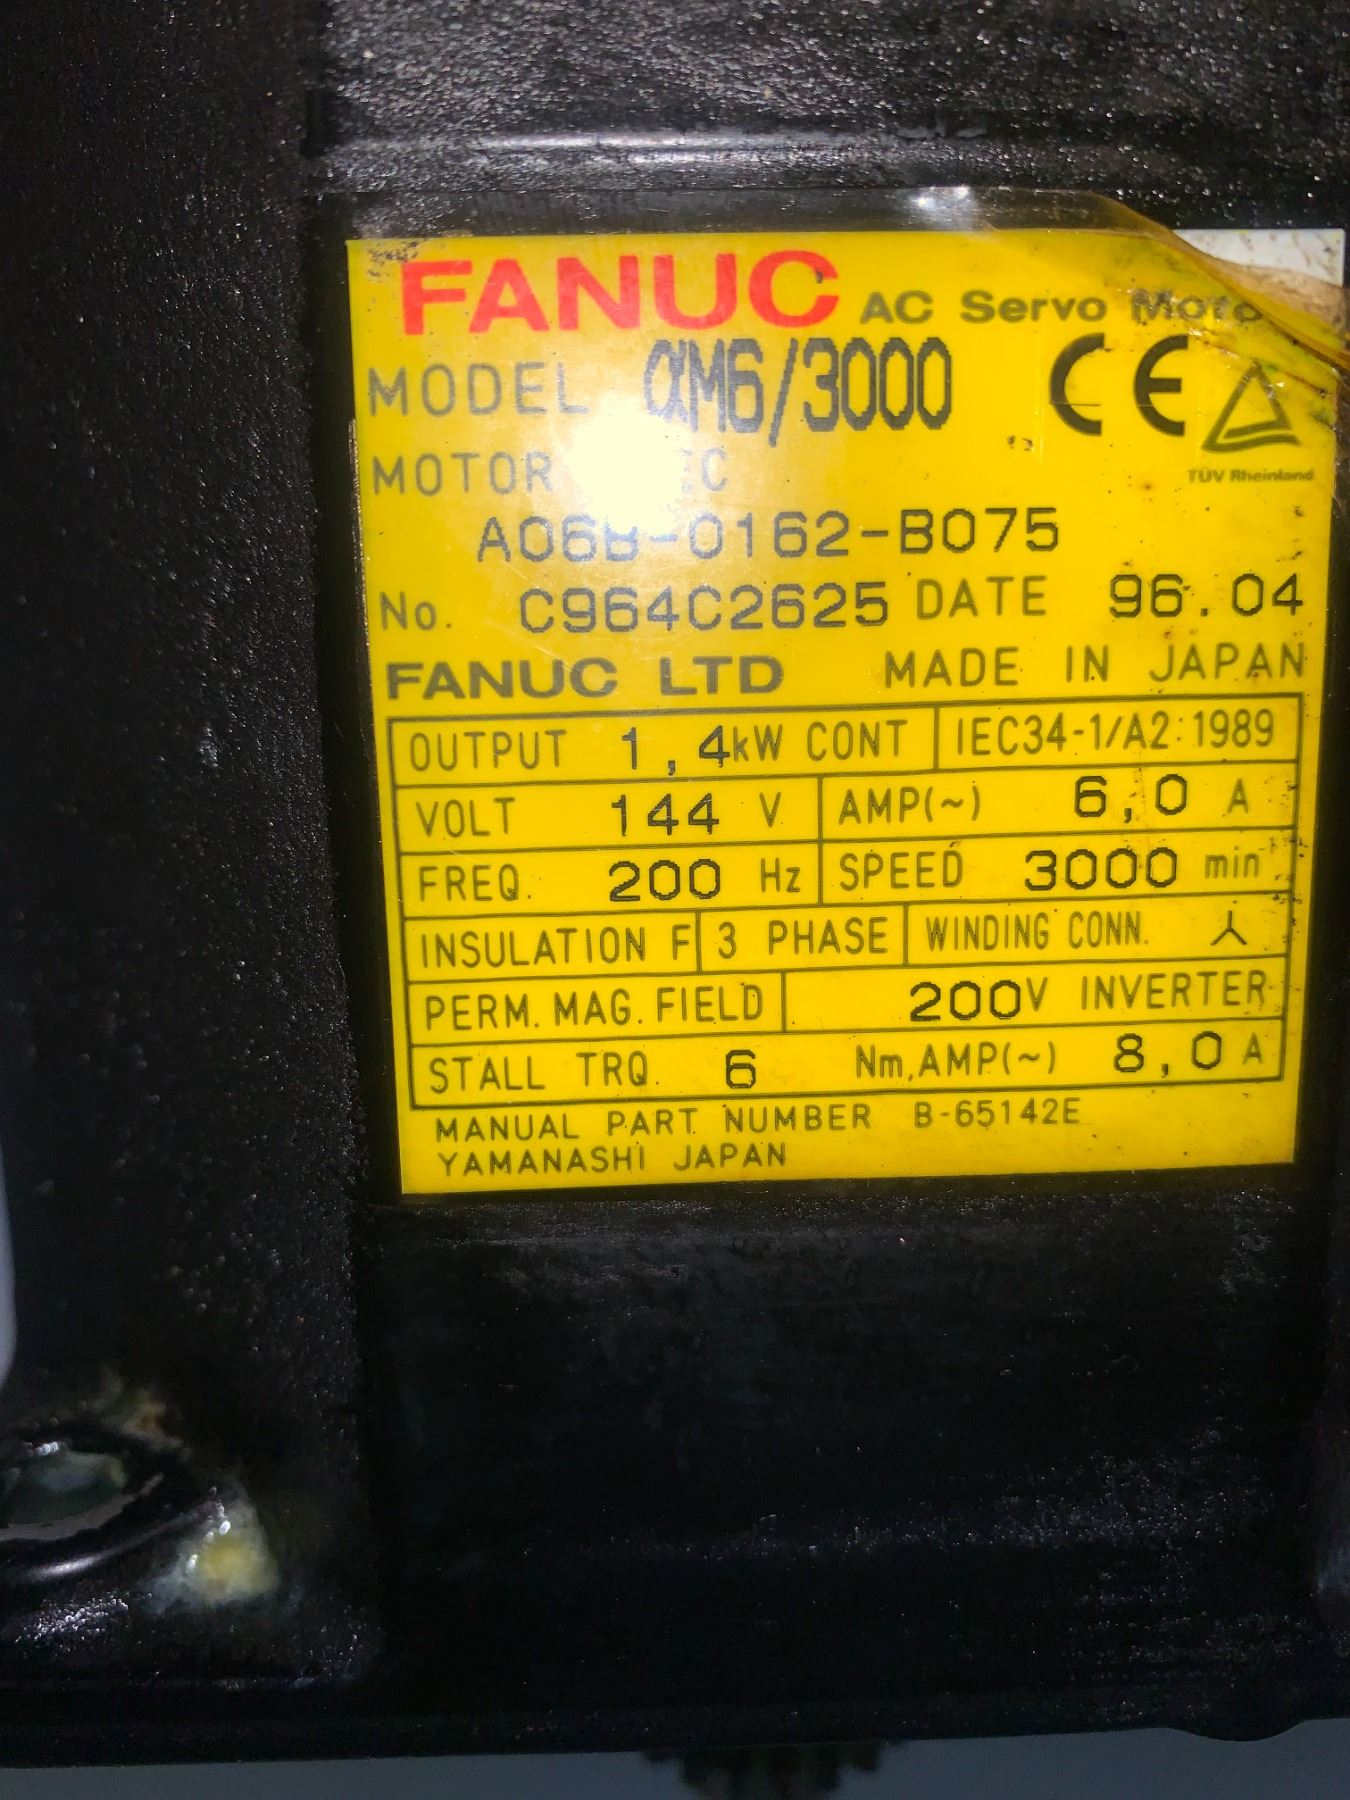 FANUC AC Servo Moto
MODEL αM6/3000 CE
TÜV Rheinland
MOTOR
A06B-0162-B075
No. C964C2625 DATE 96.04
FANUC LTD MADE IN JAPAN
OUTPUT 1,4kW CONT IEC34-1/A2:1989
VOLT 144 V AMP(~) 6,0 A
FREQ. 200 Hz SPEED 3000 min⁻¹
INSULATION F 3 PHASE WINDING CONN. 人
PERM. MAG. FIELD 200V INVERTER
STALL TRQ. 6 Nm, AMP(~) 8,0 A
MANUAL PART NUMBER B-65142E
YAMANASHI JAPAN